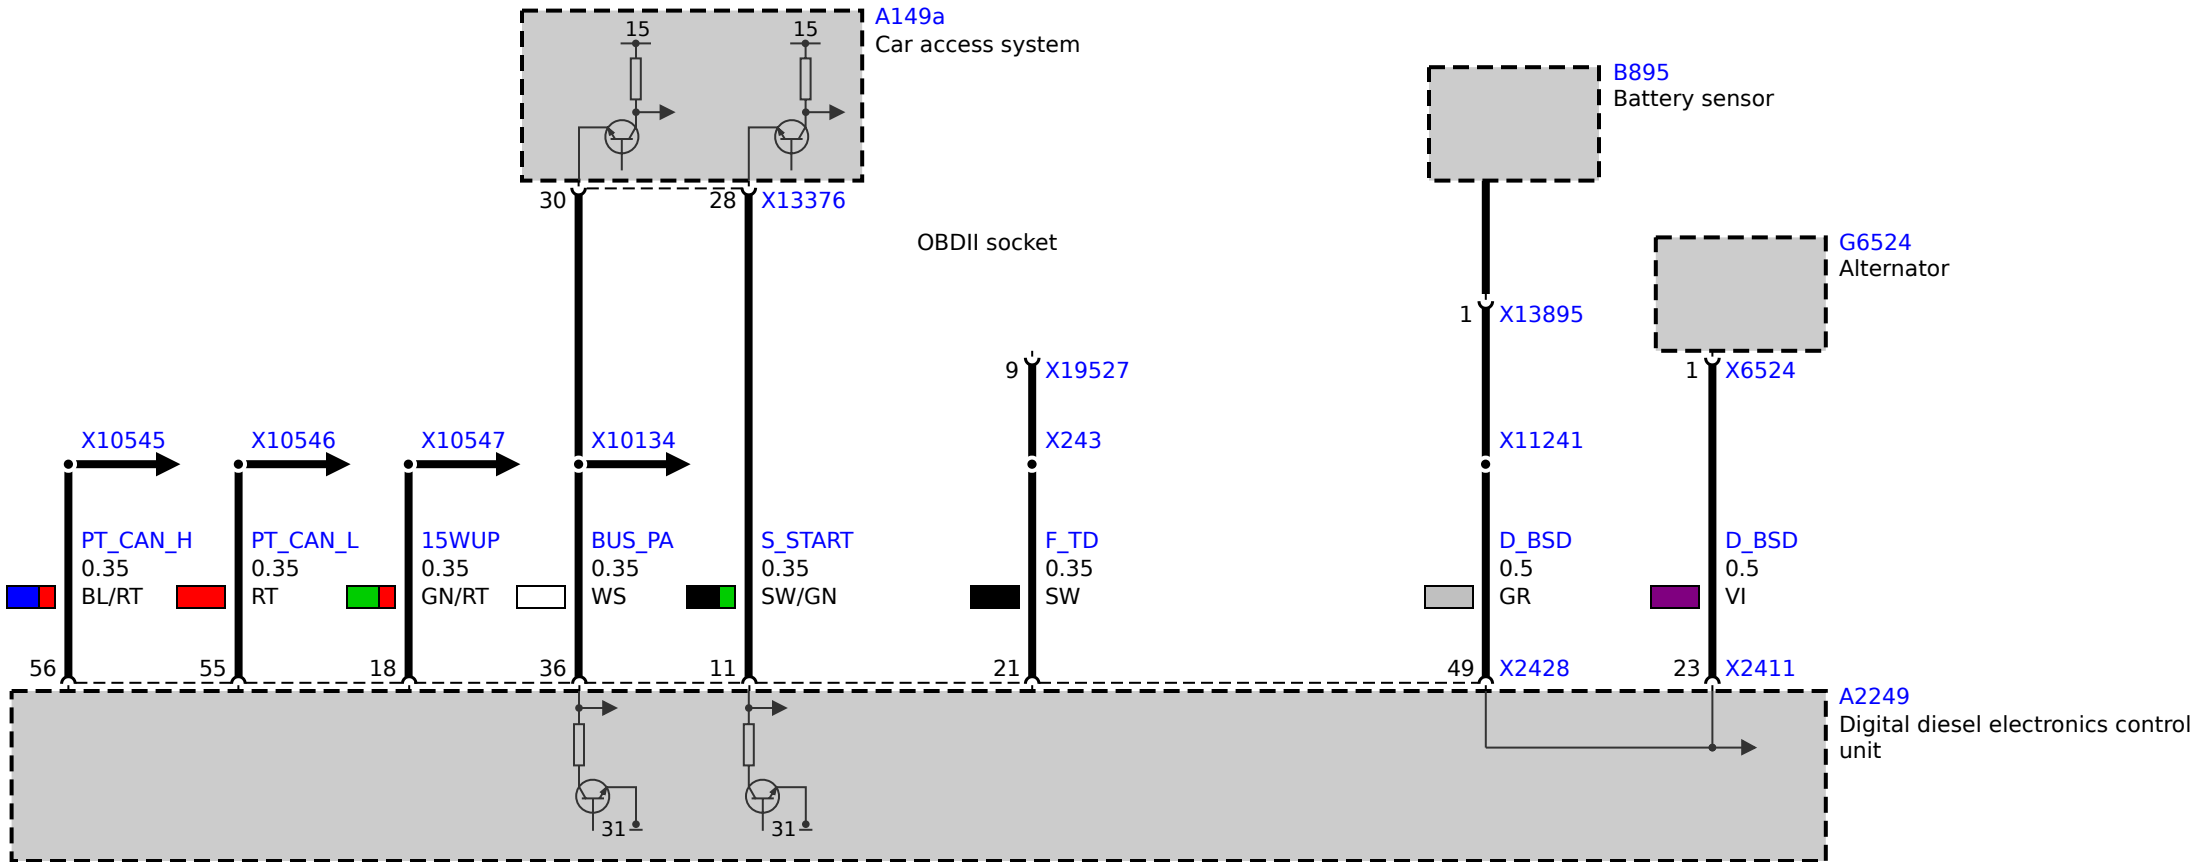 15
15
A149a
Car access system
B895
Battery sensor
30
28
X13376
OBDII socket
G6524
Alternator
1
X13895
9
X19527
1
X6524
X10545
X10546
X10547
X10134
X243
X11241
PT_CAN_H
0.35
BL/RT
PT_CAN_L
0.35
RT
15WUP
0.35
GN/RT
BUS_PA
0.35
WS
S_START
0.35
SW/GN
F_TD
0.35
SW
D_BSD
0.5
GR
D_BSD
0.5
VI
56
55
18
36
11
21
49
X2428
23
X2411
A2249
Digital diesel electronics control
unit
31
31